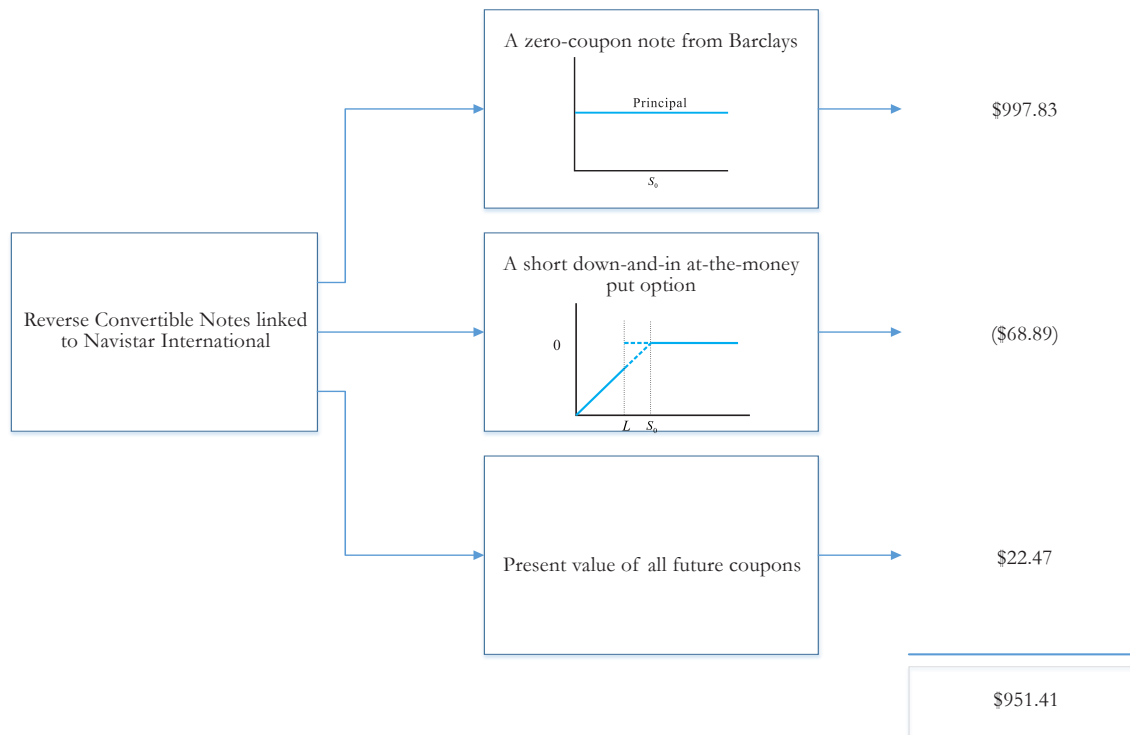 A zero-coupon note from Barclays
Principal
S₀
$997.83
Reverse Convertible Notes linked
to Navistar International
A short down-and-in at-the-money
put option
0
L S₀
($68.89)
Present value of all future coupons
$22.47
$951.41